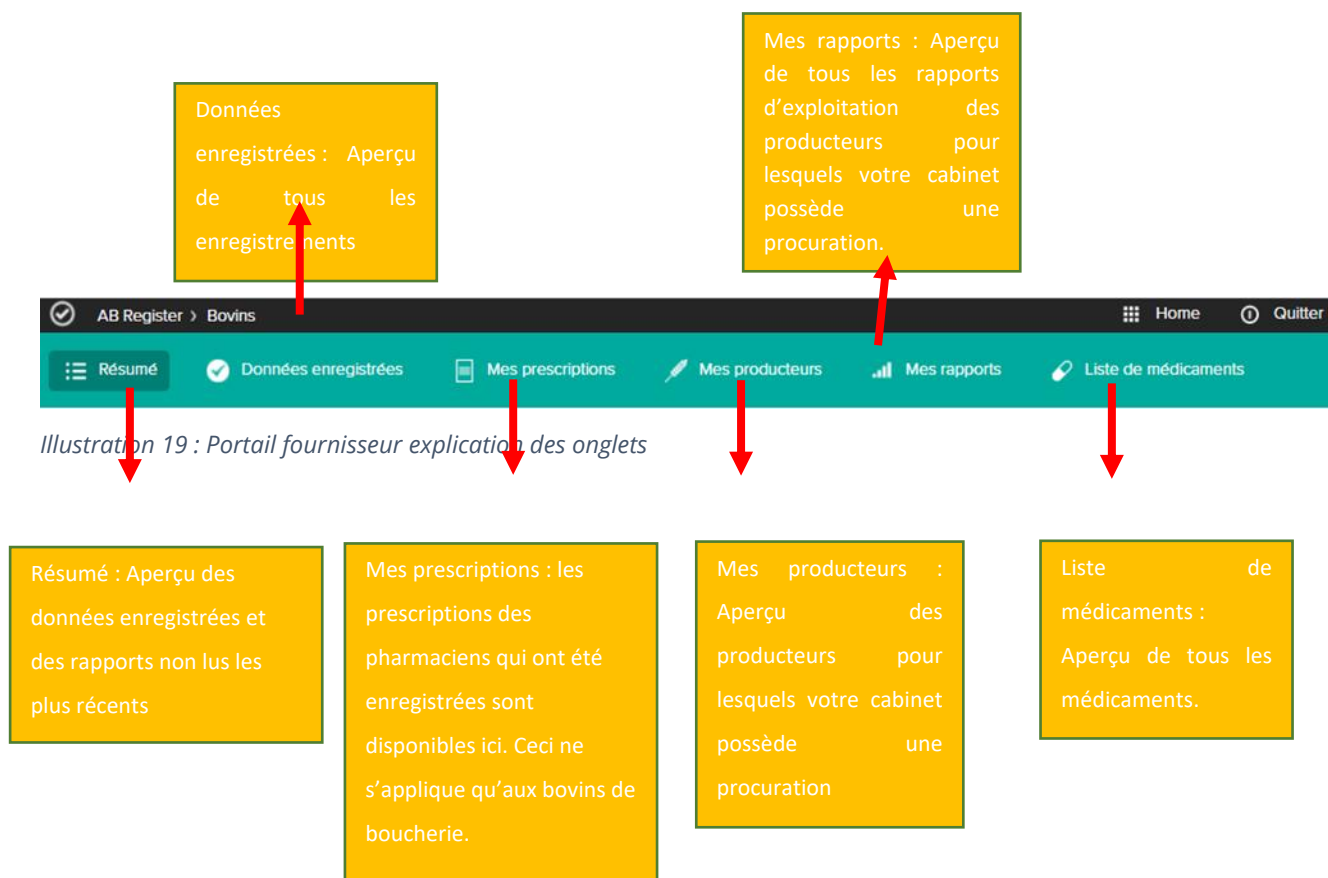 Mes rapports : Aperçu
de tous les rapports
d’exploitation des
producteurs pour
lesquels votre cabinet
possède une
procuration.
Données
enregistrées : Aperçu
de tous les
enregistrements
AB Register › Bovins
Home
Quitter
Résumé
Données enregistrées
Mes prescriptions
Mes producteurs
Mes rapports
Liste de médicaments
Illustration 19 : Portail fournisseur explication des onglets
Résumé : Aperçu des
données enregistrées et
des rapports non lus les
plus récents
Mes prescriptions : les
prescriptions des
pharmaciens qui ont été
enregistrées sont
disponibles ici. Ceci ne
s’applique qu’aux bovins de
boucherie.
Mes producteurs :
Aperçu des
producteurs pour
lesquels votre cabinet
possède une
procuration
Liste de
médicaments :
Aperçu de tous les
médicaments.